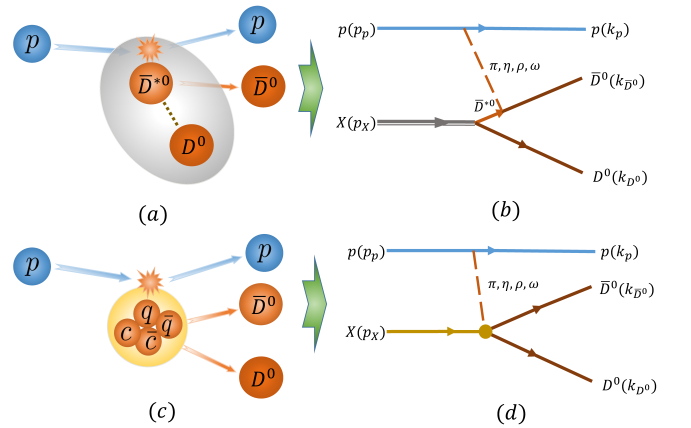 p
p
D̅*⁰
D̅⁰
D⁰
(a)
p(p_p)
p(k_p)
π, η, ρ, ω
D̅⁰(k_D̅⁰)
D̅*⁰
X(p_X)
D⁰(k_D⁰)
(b)
p
p
q
q̅
c
c̅
D̅⁰
D⁰
(c)
p(p_p)
p(k_p)
π, η, ρ, ω
D̅⁰(k_D̅⁰)
X(p_X)
D⁰(k_D⁰)
(d)